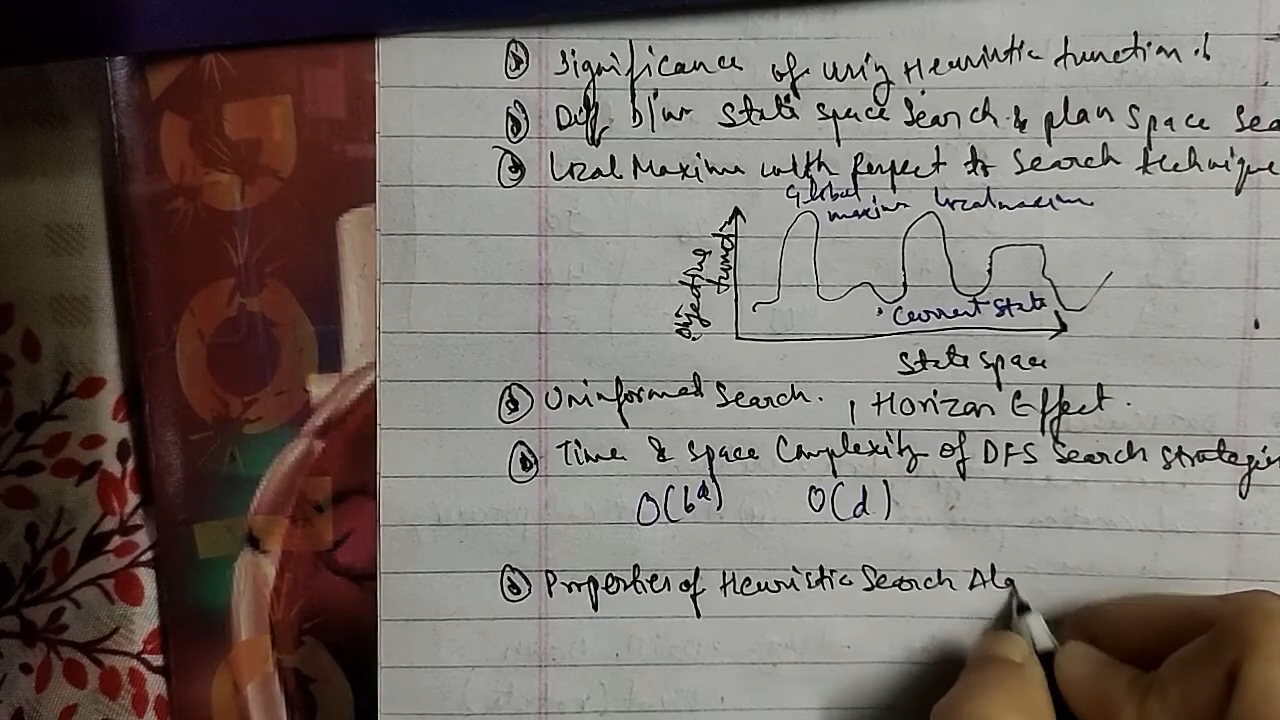 Significance of using Heuristic function.
Diff b/w State space Search & plan space Sea
Local Maxima with Respect to Search technique
Global
maxima Local maxima
Objective
funct
Current State
State space
Uninformed Search. , Horizan Effect.
Time & space Complexity of DFS Search strategies
O(b^d) O(d)
Properties of Heuristic Search Alg